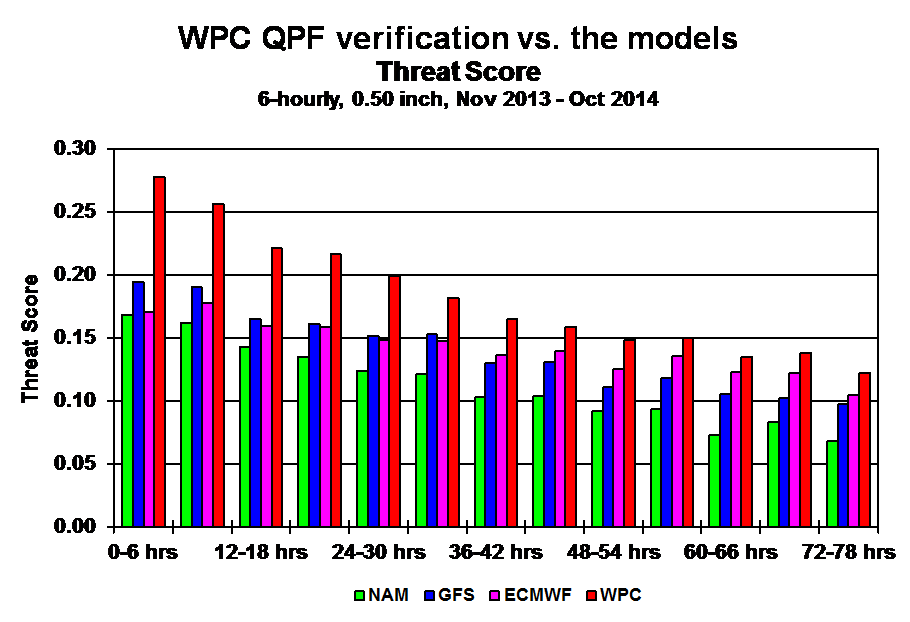 WPC QPF verification vs. the models
Threat Score
6-hourly, 0.50 inch, Nov 2013 - Oct 2014
Threat Score
0.30
0.25
0.20
0.15
0.10
0.05
0.00
0-6 hrs 12-18 hrs 24-30 hrs 36-42 hrs 48-54 hrs 60-66 hrs 72-78 hrs
NAM GFS ECMWF WPC